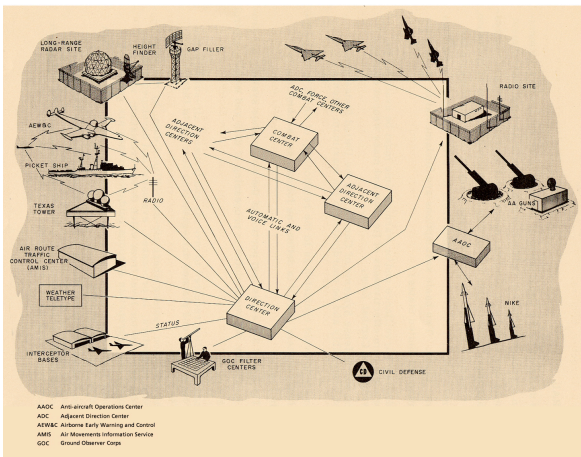 LONG-RANGE
RADAR SITE
HEIGHT
FINDER
GAP FILLER
RADIO SITE
AEW&C
PICKET SHIP
TEXAS
TOWER
RADIO
AIR ROUTE
TRAFFIC
CONTROL CENTER
(AMIS)
WEATHER
TELETYPE
INTERCEPTOR
BASES
STATUS
GOC FILTER
CENTERS
CD
CIVIL DEFENSE
ADJACENT
DIRECTION
CENTERS
ADC, FORCE, OTHER
COMBAT CENTERS
COMBAT
CENTER
ADJACENT
DIRECTION
CENTER
AUTOMATIC AND
VOICE LINKS
DIRECTION
CENTER
AA GUNS
AAOC
NIKE
AAOC Anti-aircraft Operations Center
ADC Adjacent Direction Center
AEW&C Airborne Early Warning and Control
AMIS Air Movements Information Service
GOC Ground Observer Corps